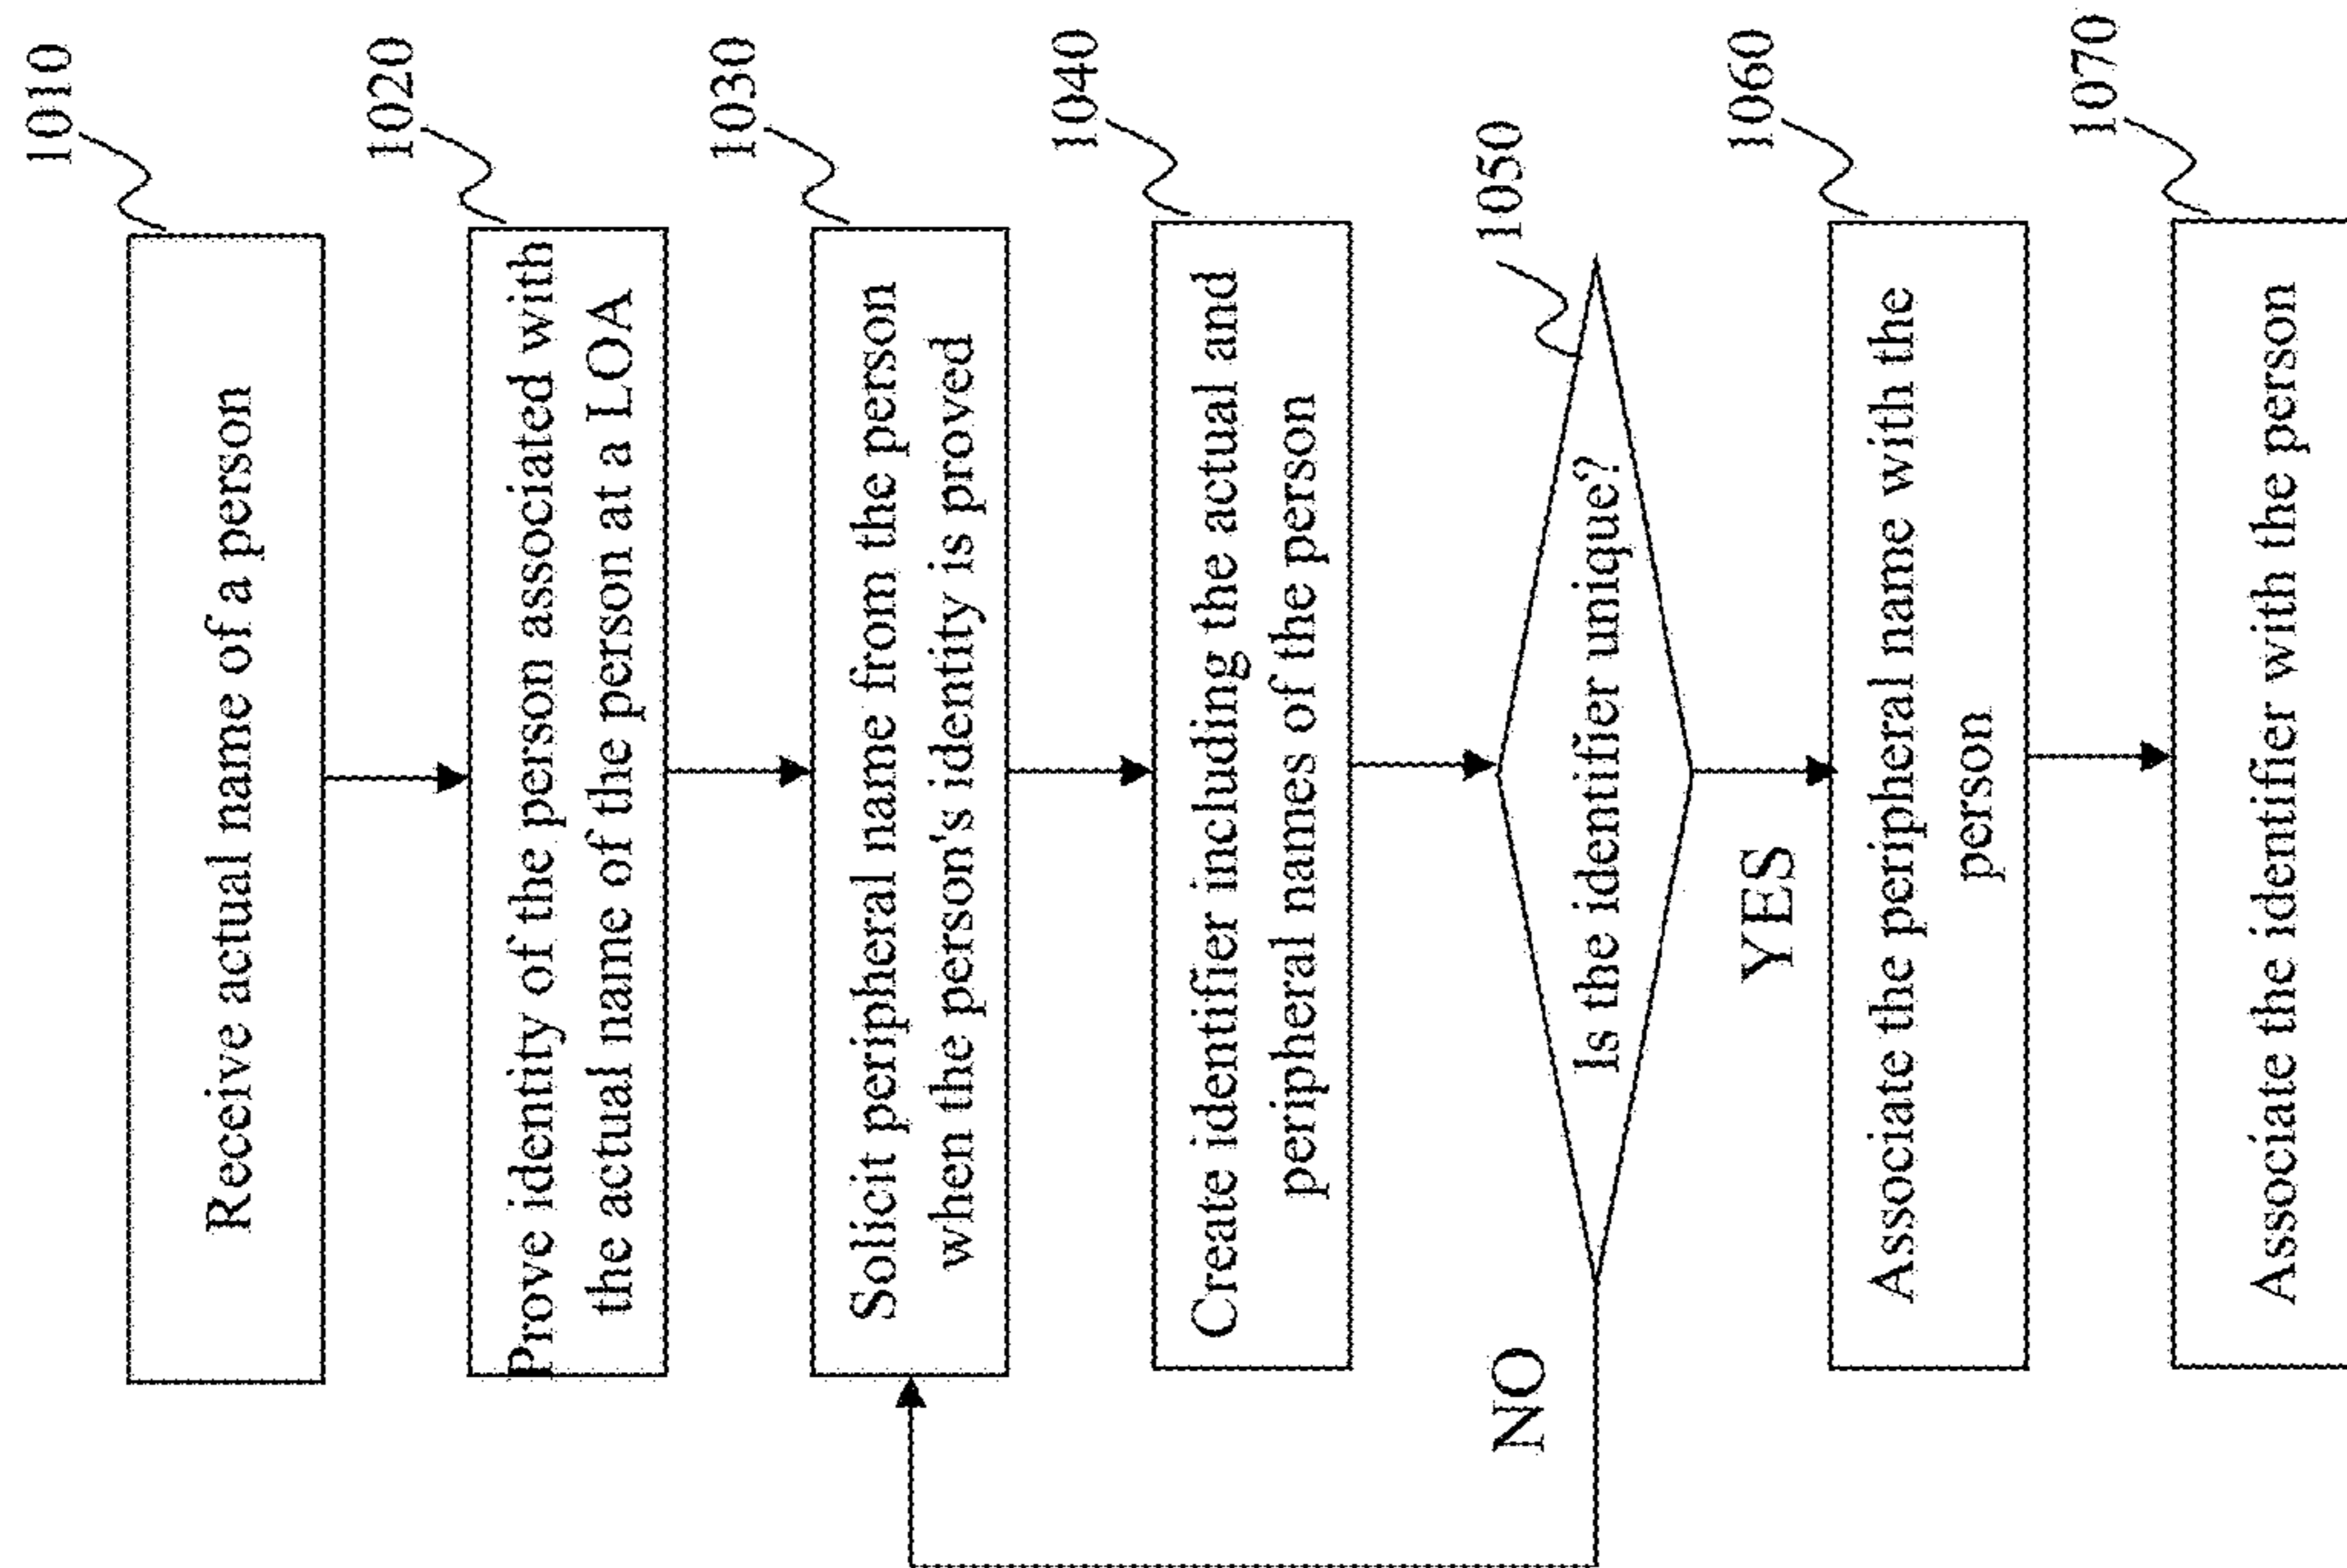 1010
Receive actual name of a person
1020
Prove identity of the person associated with
the actual name of the person at a LOA
1030
Solicit peripheral name from the person
when the person's identity is proved
1040
Create identifier including the actual and
peripheral names of the person
1050
Is the identifier unique?
NO
YES
1060
Associate the peripheral name with the
person
1070
Associate the identifier with the person